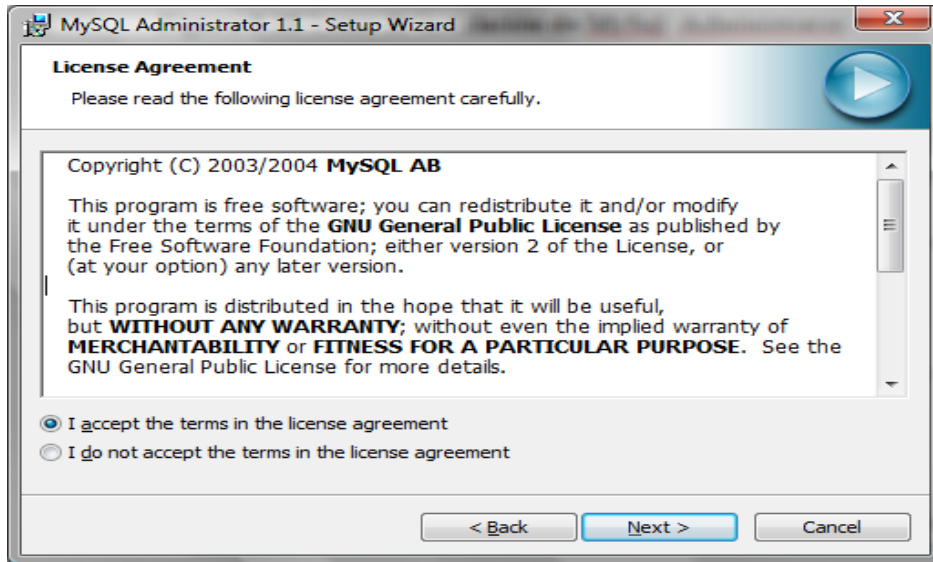 MySQL Administrator 1.1 - Setup Wizard
License Agreement
Please read the following license agreement carefully.
Copyright (C) 2003/2004 MySQL AB
This program is free software; you can redistribute it and/or modify
it under the terms of the GNU General Public License as published by
the Free Software Foundation; either version 2 of the License, or
(at your option) any later version.
This program is distributed in the hope that it will be useful,
but WITHOUT ANY WARRANTY; without even the implied warranty of
MERCHANTABILITY or FITNESS FOR A PARTICULAR PURPOSE. See the
GNU General Public License for more details.
I accept the terms in the license agreement
I do not accept the terms in the license agreement
< Back Next > Cancel